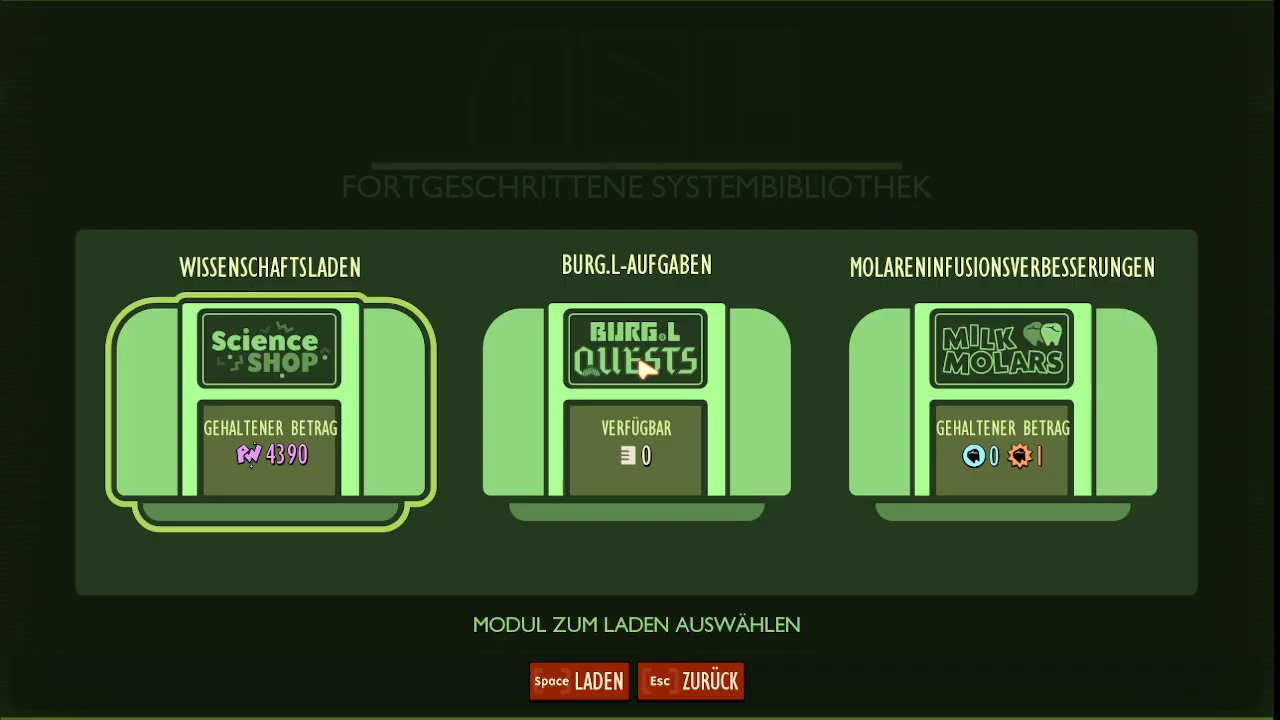 ASL
FORTGESCHRITTENE SYSTEMBIBLIOTHEK
WISSENSCHAFTSLADEN
BURG.L-AUFGABEN
MOLARENINFUSIONSVERBESSERUNGEN
Science
SHOP
BURG.L
QUESTS
MILK
MOLARS
GEHALTENER BETRAG
4390
VERFÜGBAR
0
GEHALTENER BETRAG
0 1
MODUL ZUM LADEN AUSWÄHLEN
Space LADEN
Esc ZURÜCK